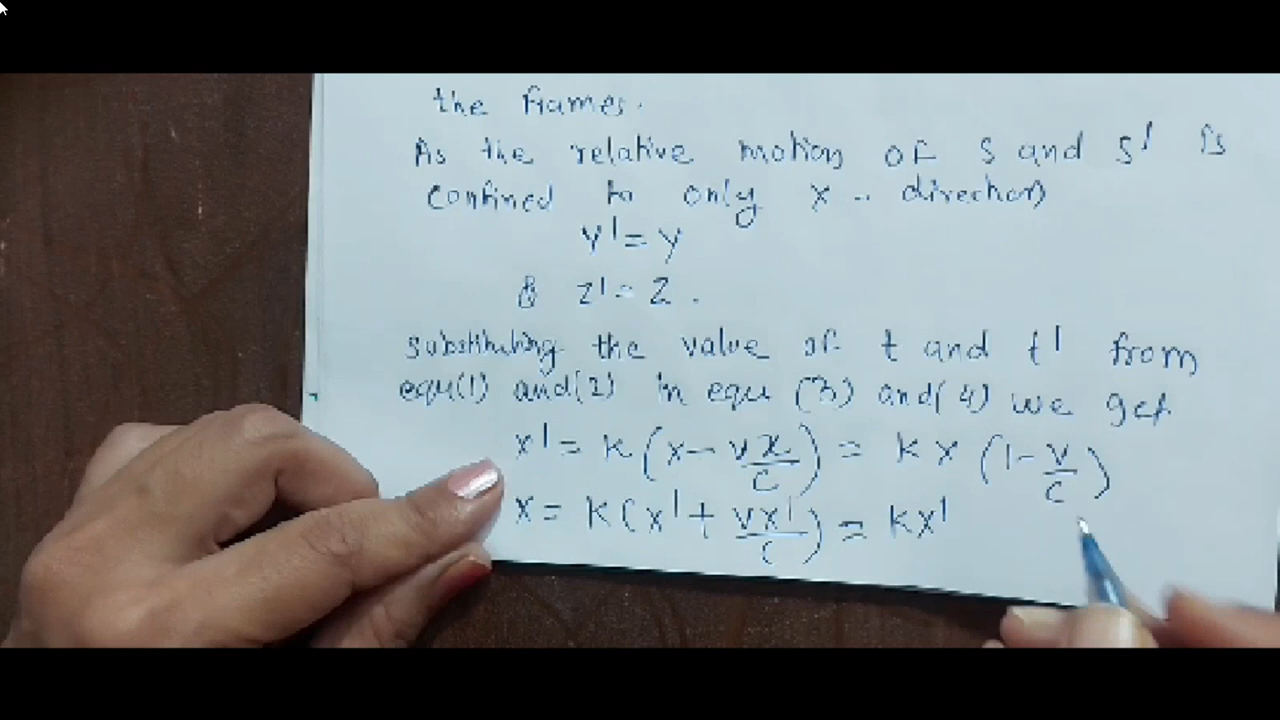 the frames.
As the relative motion of S and S' is
confined to only x - direction
y' = y
& z' = z.
substituting the value of t and t' from
equ(1) and(2) in equ (3) and(4) we get
x' = K(x - vx/c) = Kx(1 - v/c)
x = K(x' + vx'/c) = Kx'